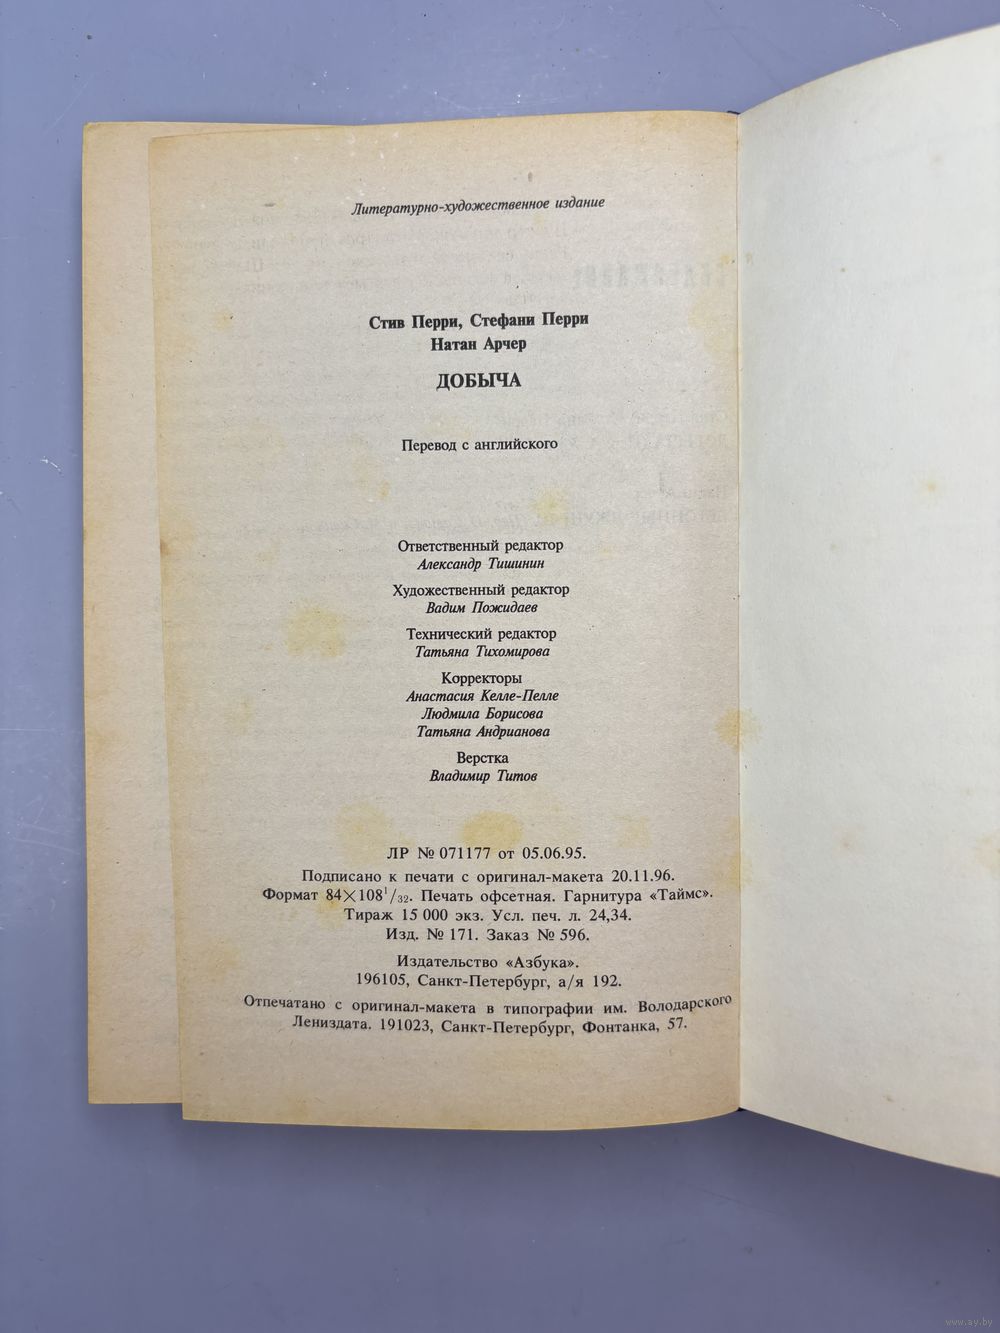 Литературно-художественное издание
Стив Перри, Стефани Перри
Натан Арчер
ДОБЫЧА
Перевод с английского
Ответственный редактор
Александр Тишинин
Художественный редактор
Вадим Пожидаев
Технический редактор
Татьяна Тихомирова
Корректоры
Анастасия Келле-Пелле
Людмила Борисова
Татьяна Андрианова
Верстка
Владимир Титов
ЛР № 071177 от 05.06.95.
Подписано к печати с оригинал-макета 20.11.96.
Формат 84×108¹/₃₂. Печать офсетная. Гарнитура «Таймс».
Тираж 15 000 экз. Усл. печ. л. 24,34.
Изд. № 171. Заказ № 596.
Издательство «Азбука».
196105, Санкт-Петербург, а/я 192.
Отпечатано с оригинал-макета в типографии им. Володарского
Лениздата. 191023, Санкт-Петербург, Фонтанка, 57.
www.ay.by